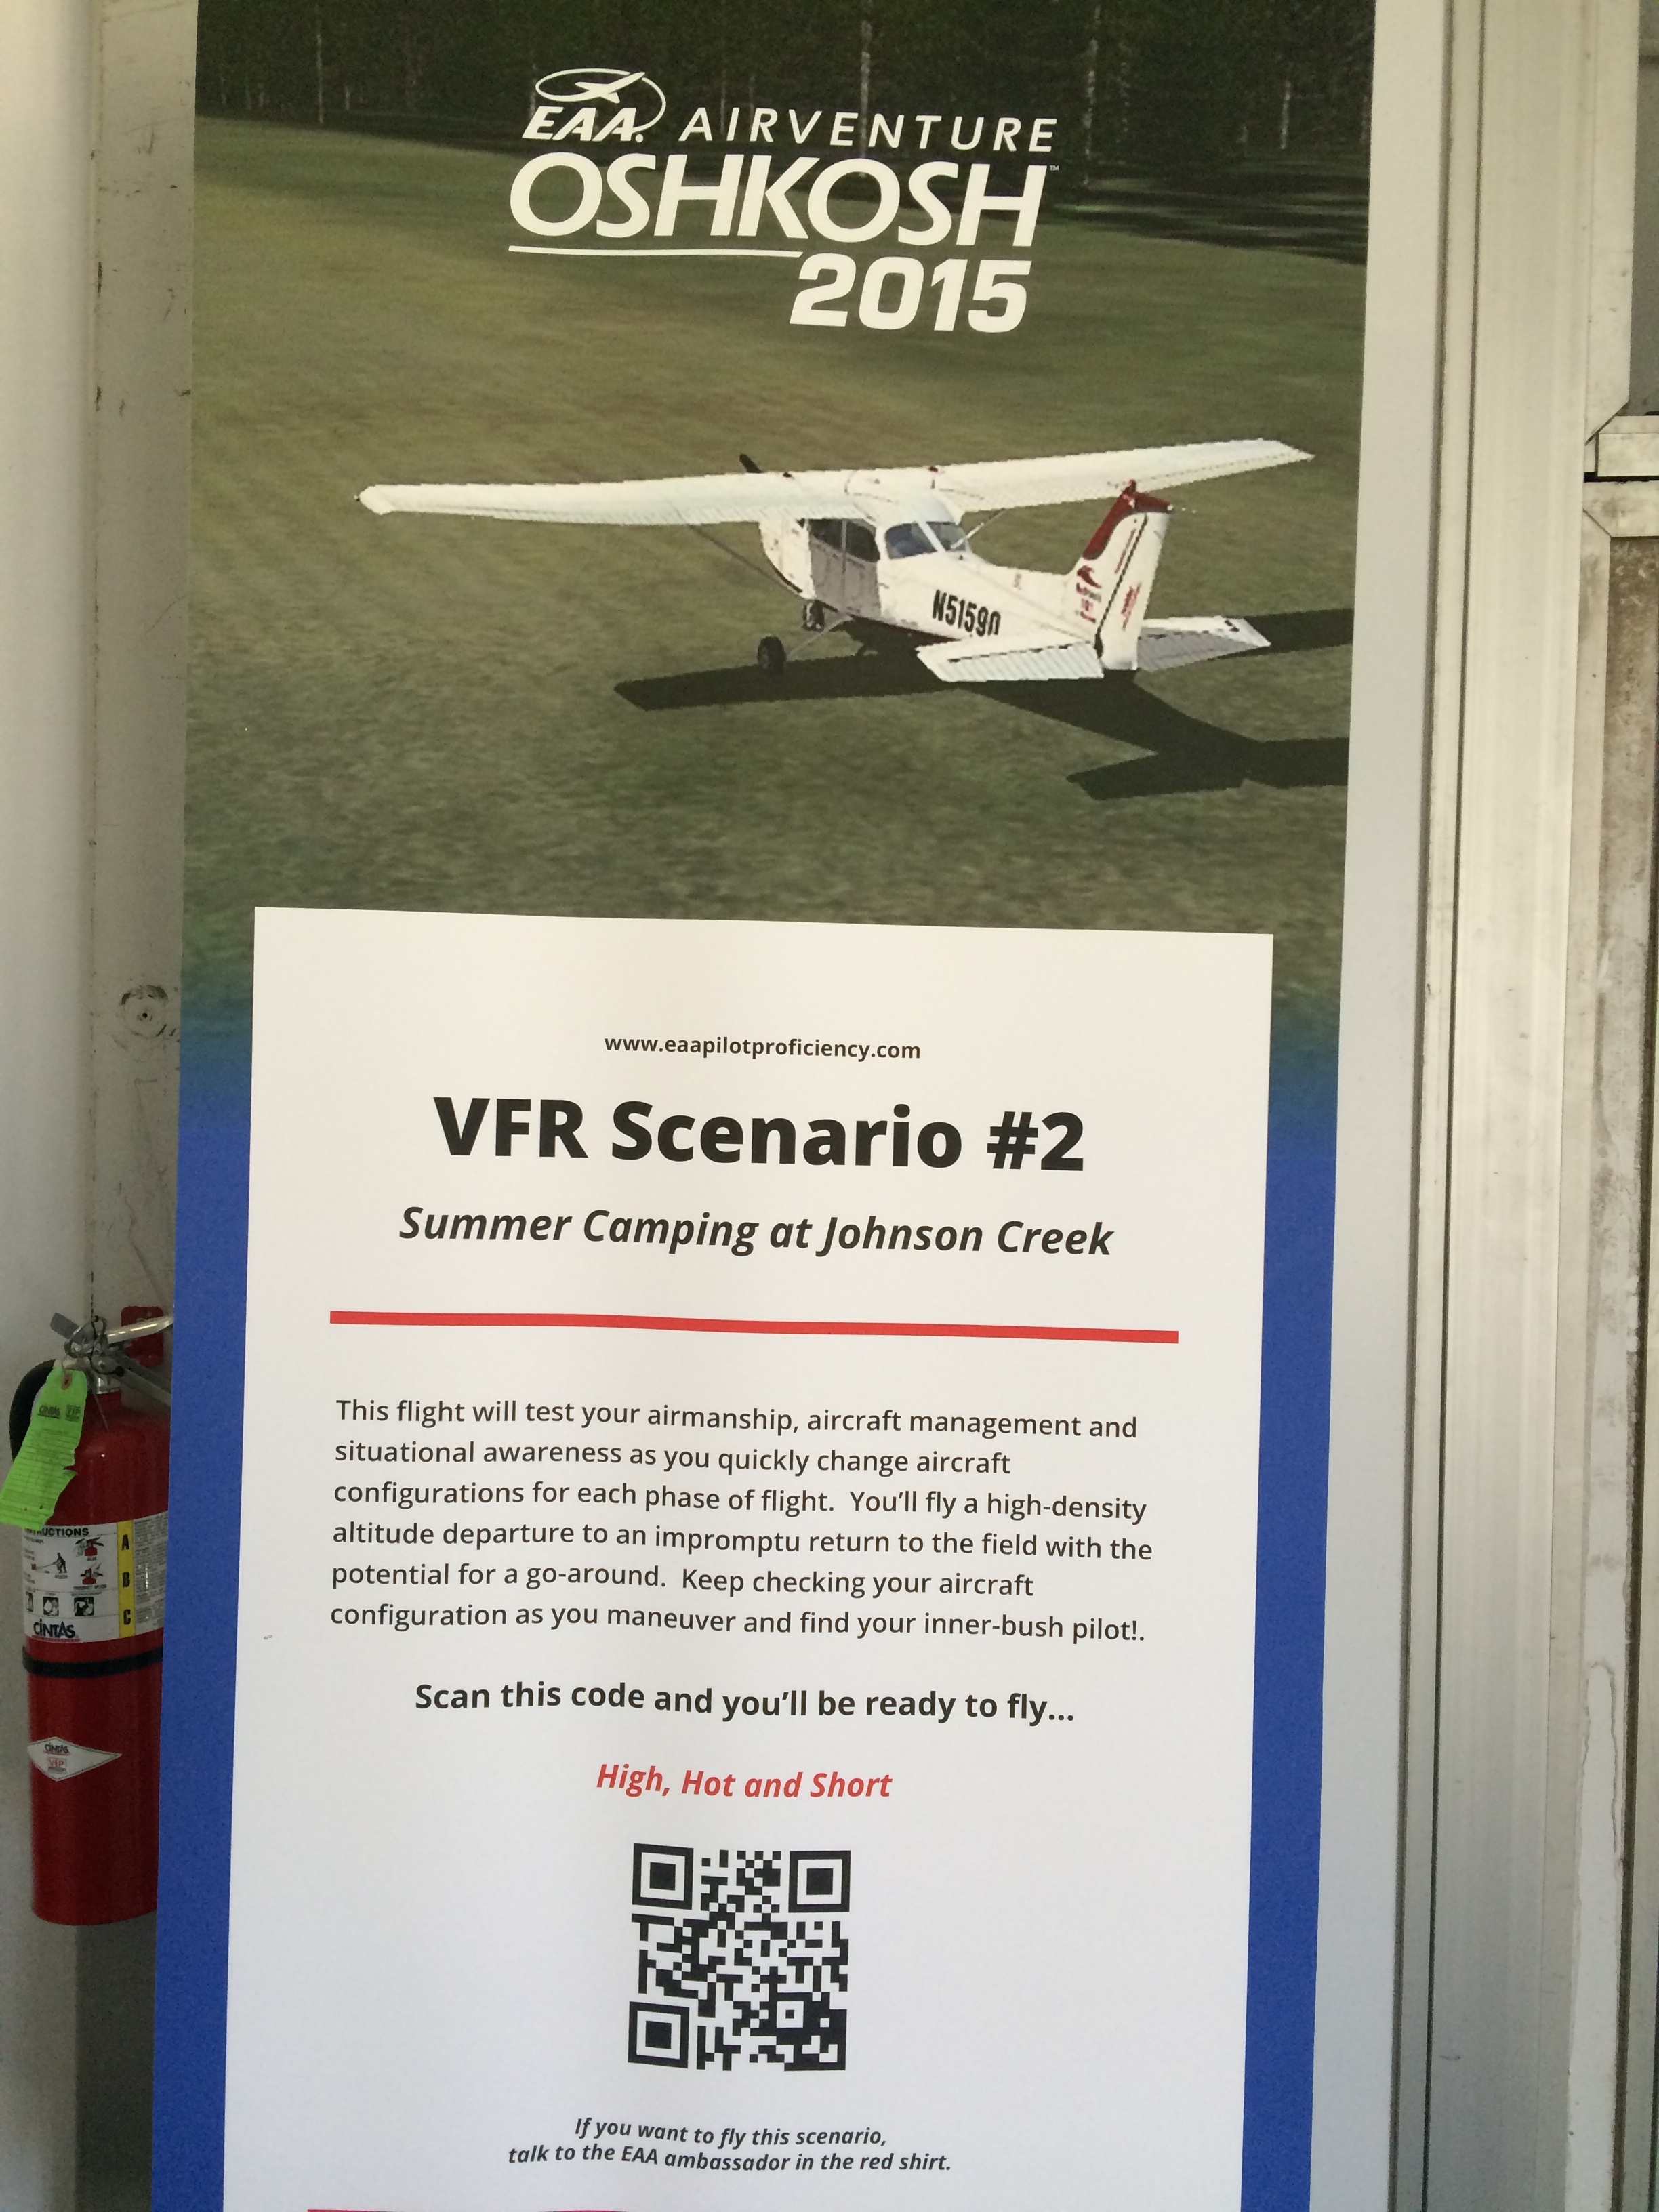 EAA. AIRVENTURE
OSHKOSH™
2015
N51590
www.eaapilotproficiency.com
VFR Scenario #2
Summer Camping at Johnson Creek
This flight will test your airmanship, aircraft management and
situational awareness as you quickly change aircraft
configurations for each phase of flight.  You’ll fly a high-density
altitude departure to an impromptu return to the field with the
potential for a go-around.  Keep checking your aircraft
configuration as you maneuver and find your inner-bush pilot!.
Scan this code and you’ll be ready to fly...
High, Hot and Short
If you want to fly this scenario,
talk to the EAA ambassador in the red shirt.
A
B
C
CINTAS
CINTAS
VFP